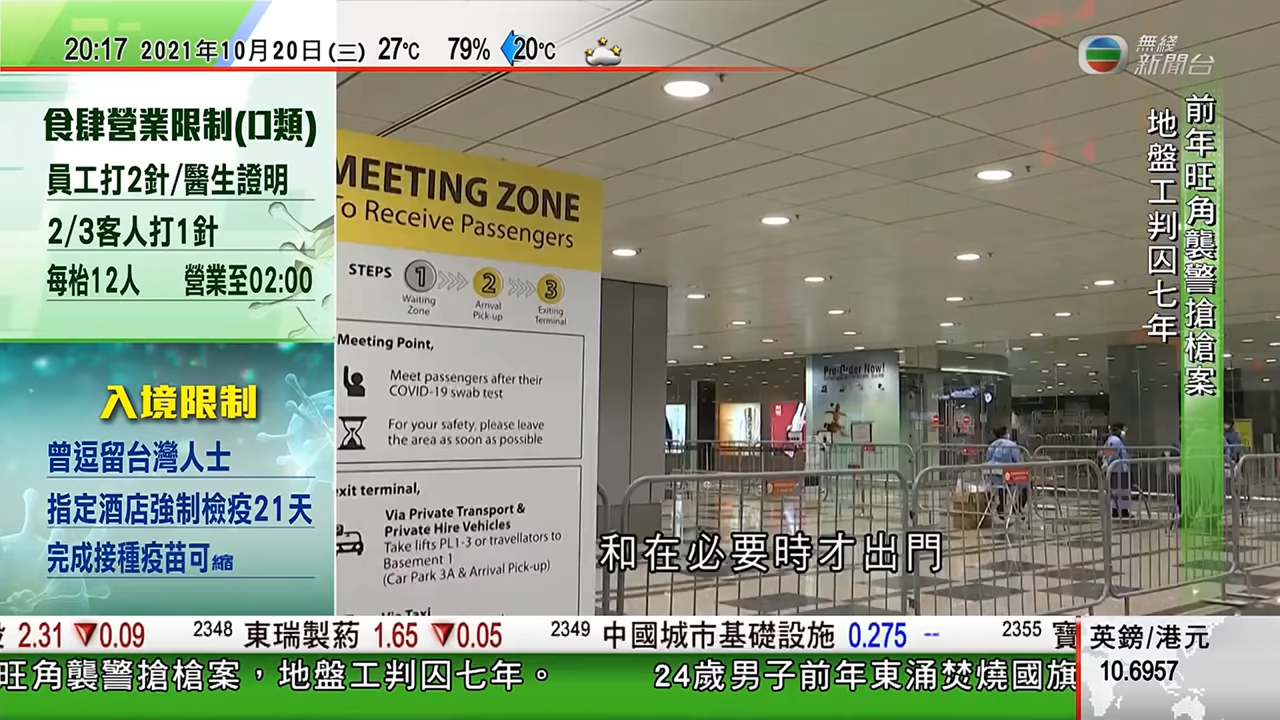 20:17 2021年10月20日(三) 27℃ 79% 20℃
無綫
新聞台
食肆營業限制(D類)
員工打2針/醫生證明
2/3客人打1針
每枱12人 營業至02:00
入境限制
曾逗留台灣人士
指定酒店強制檢疫21天
完成接種疫苗可縮
MEETING ZONE
To Receive Passengers
STEPS 1 2 3
Waiting Zone
Arrival Pick-up
Exiting Terminal
Meeting Point,
Meet passengers after their
COVID-19 swab test
For your safety, please leave
the area as soon as possible
exit terminal,
Via Private Transport &
Private Hire Vehicles
Take lifts PL1-3 or travellators to
Basement 1
(Car Park 3A & Arrival Pick-up)
Via Taxi
Pre-Order Now!
前年旺角襲警搶槍案
地盤工判囚七年
和在必要時才出門
2.31 ▼0.09 2348 東瑞製葯 1.65 ▼0.05 2349 中國城市基礎設施 0.275 -- 2355 寶
旺角襲警搶槍案，地盤工判囚七年。 24歲男子前年東涌焚燒國旗
英鎊/港元
10.6957